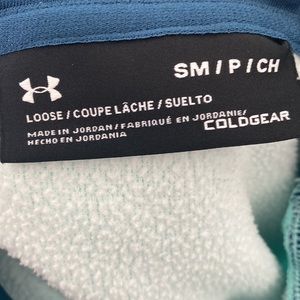 SM / P / CH
LOOSE / COUPE LÂCHE / SUELTO
MADE IN JORDAN / FABRIQUÉ EN JORDANIE/
HECHO EN JORDANIA
COLDGEAR